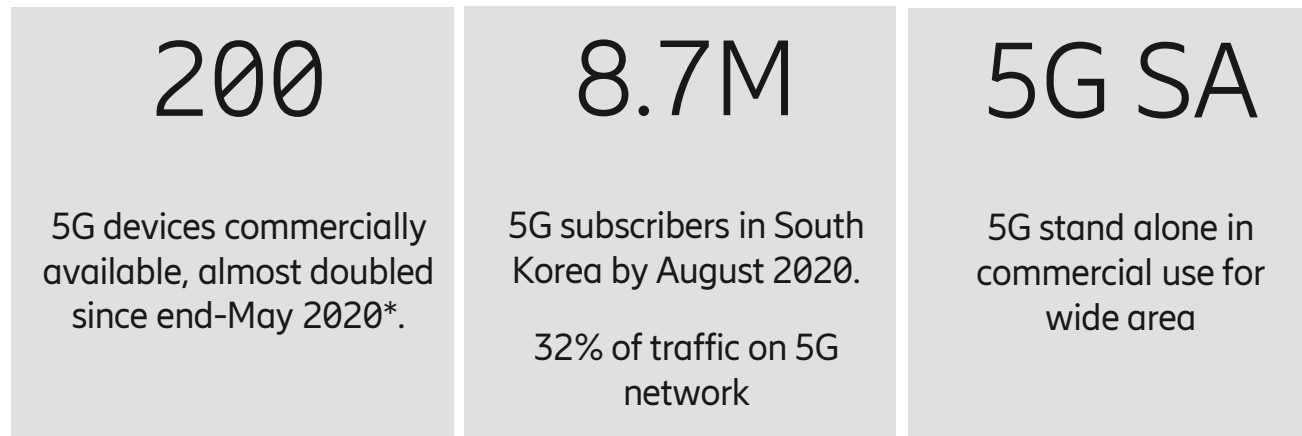 200
5G devices commercially
available, almost doubled
since end-May 2020*.
8.7M
5G subscribers in South
Korea by August 2020.
32% of traffic on 5G
network
5G SA
5G stand alone in
commercial use for
wide area